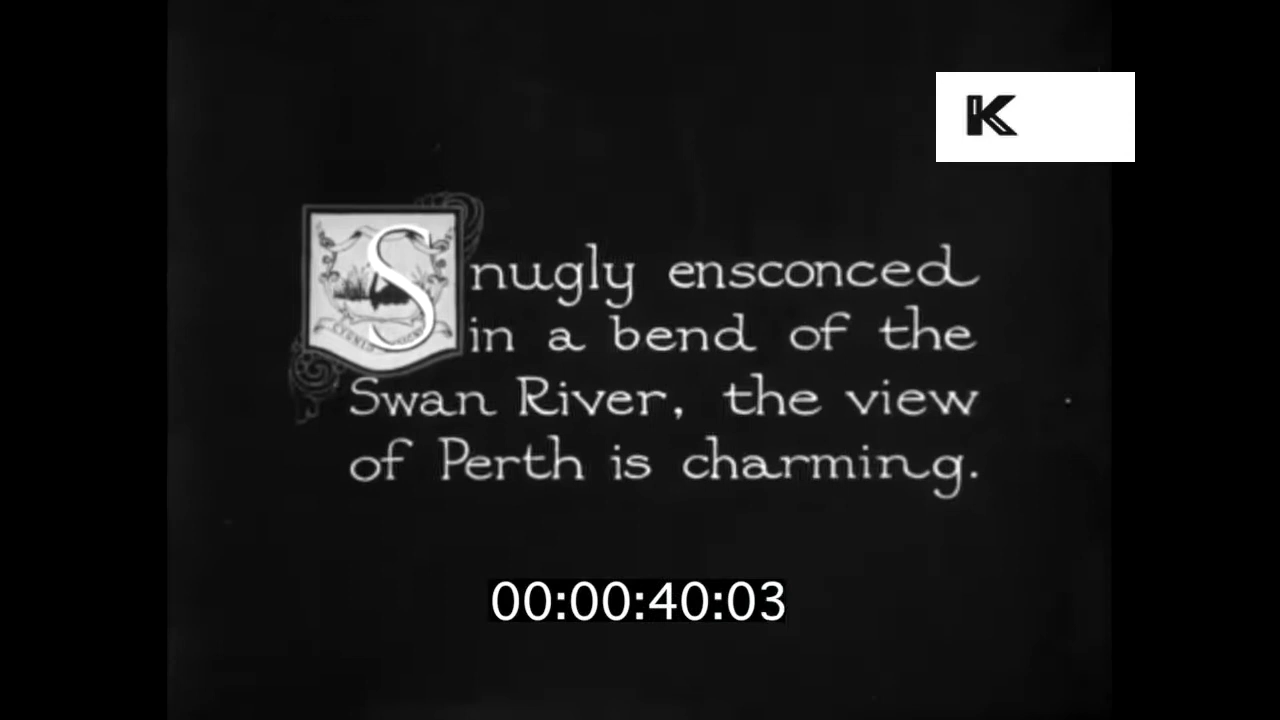 K
Snugly ensconced
in a bend of the
Swan River, the view
of Perth is charming.
00:00:40:03